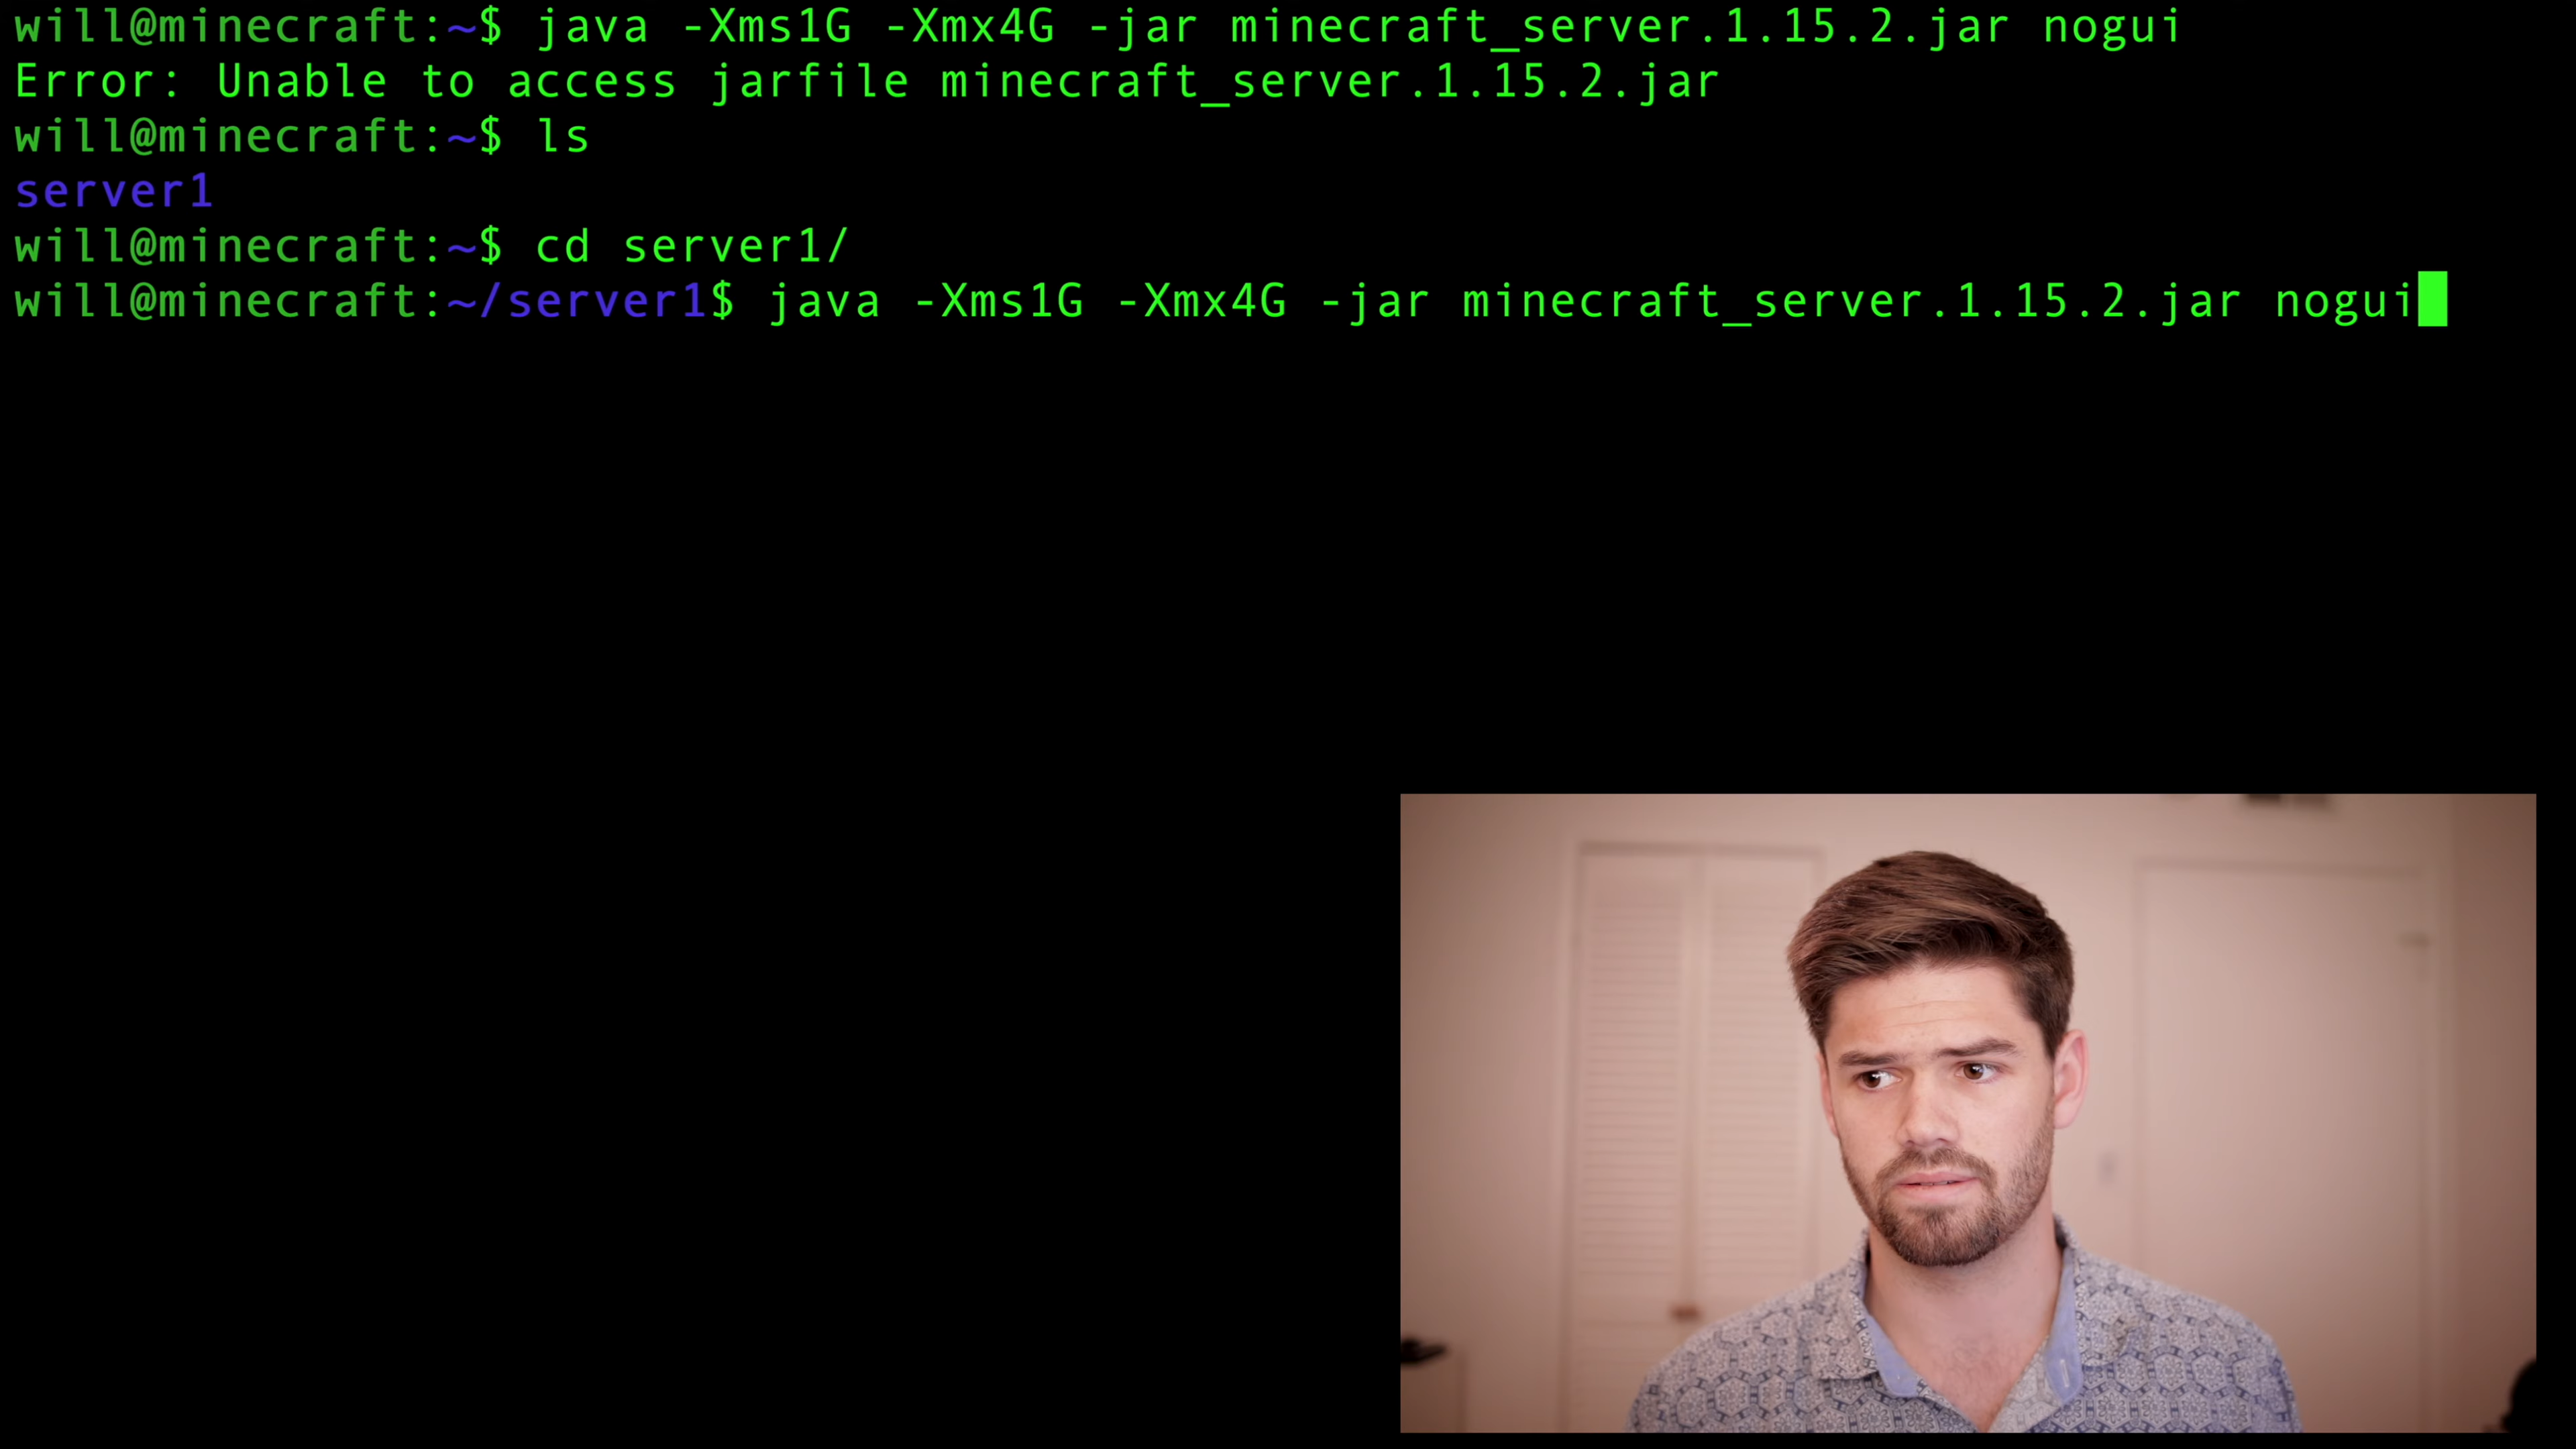 will@minecraft:~$ java -Xms1G -Xmx4G -jar minecraft_server.1.15.2.jar nogui
Error: Unable to access jarfile minecraft_server.1.15.2.jar
will@minecraft:~$ ls
server1
will@minecraft:~$ cd server1/
will@minecraft:~/server1$ java -Xms1G -Xmx4G -jar minecraft_server.1.15.2.jar nogui